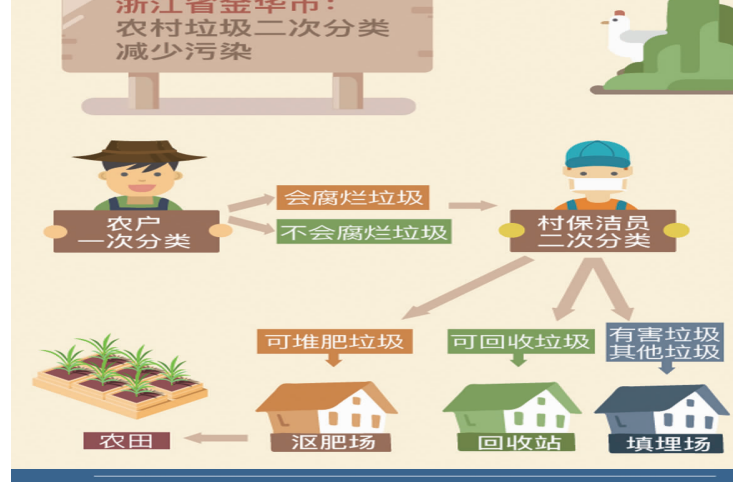 浙江省金华市：
农村垃圾二次分类
减少污染
会腐烂垃圾
农户
一次分类
不会腐烂垃圾
村保洁员
二次分类
可堆肥垃圾
可回收垃圾
有害垃圾
其他垃圾
农田
沤肥场
回收站
填埋场